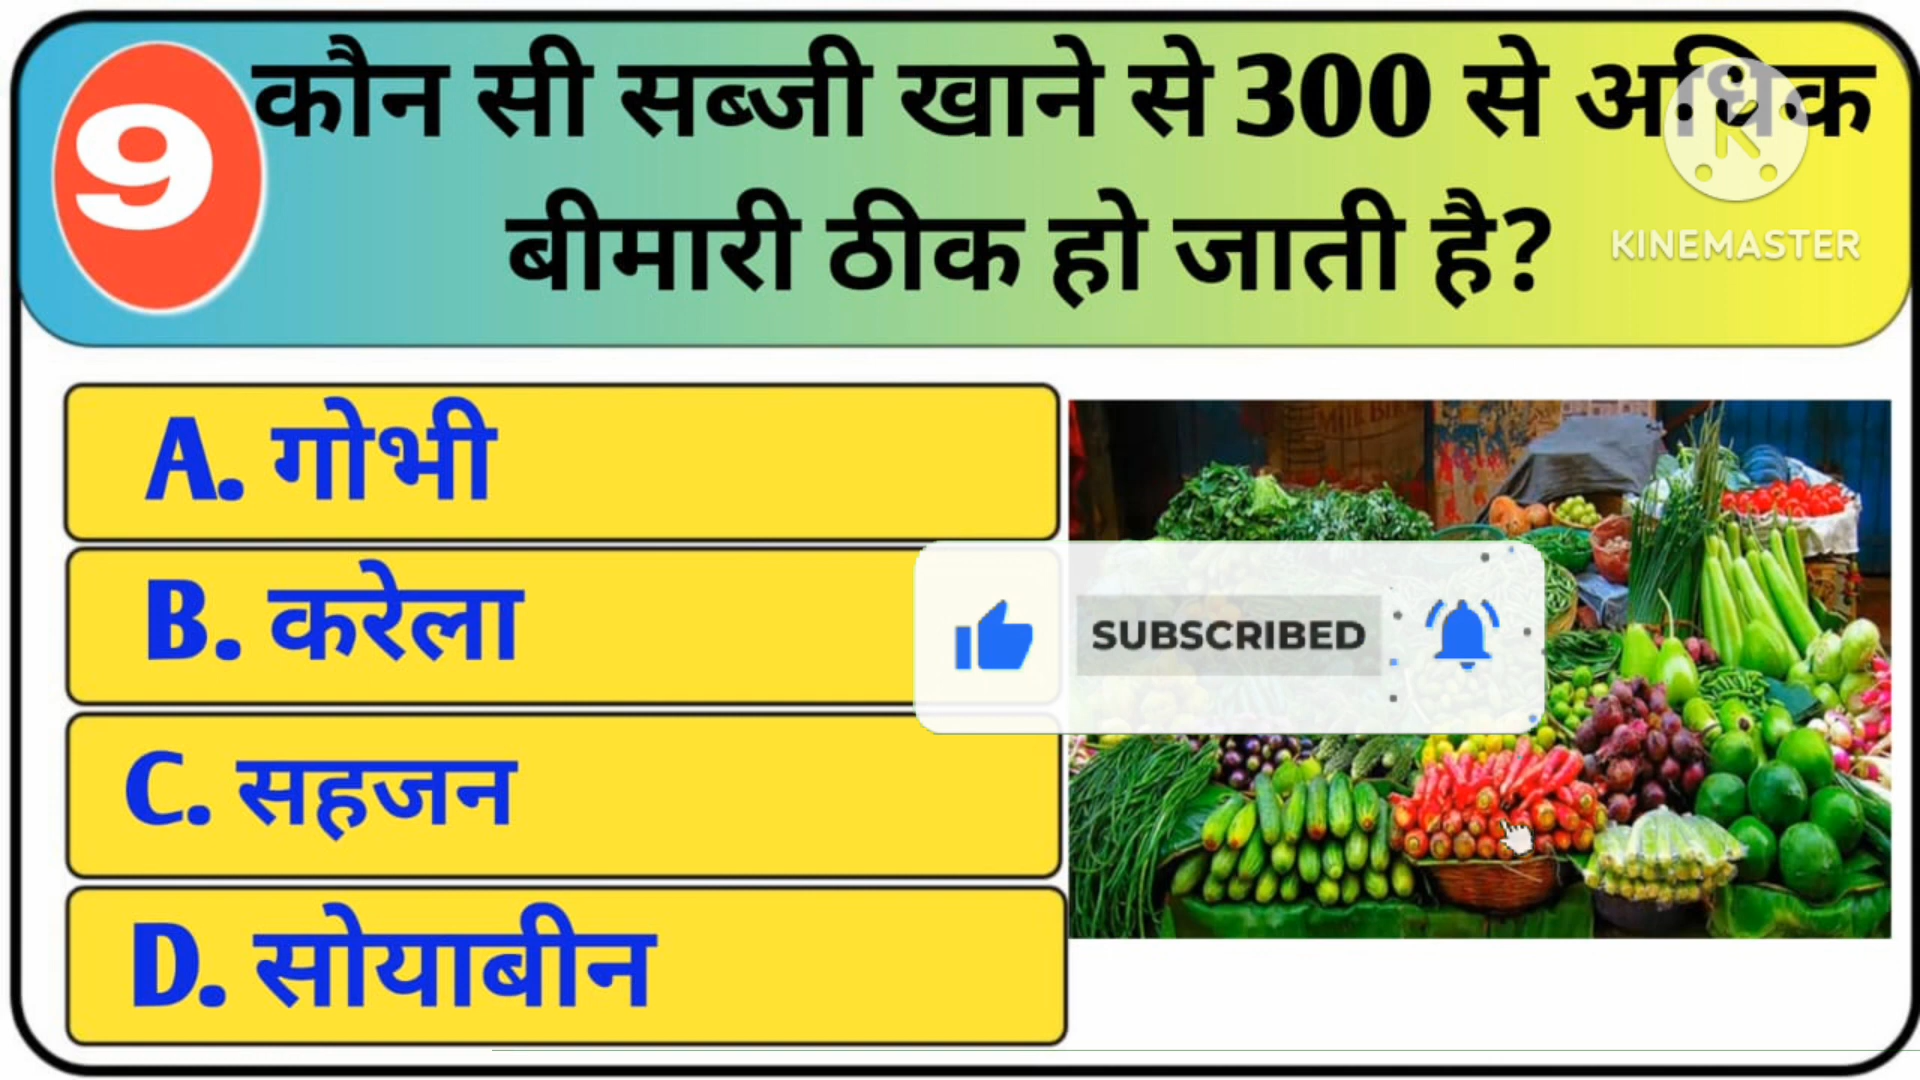 9
कौन सी सब्जी खाने से 300 से अधिक
बीमारी ठीक हो जाती है?
KINEMASTER
A. गोभी
B. करेला
SUBSCRIBED
C. सहजन
D. सोयाबीन